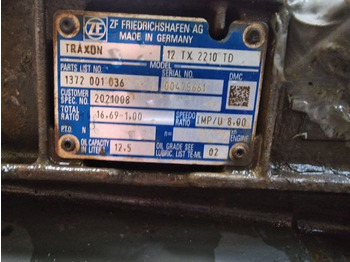 ZF
ZF FRIEDRICHSHAFEN AG
MADE IN GERMANY
TRAXON
12 TX 2210 TD
MODEL
PARTS LIST NO
SERIAL NO.
DMC
1372 001 036
CUSTOMER
SPEC. NO. 2021008
TOTAL
RATIO
16.69-1.00
SPEEDO
RATIO
IMP/U 8.00
P.T.O.
N
ENGINE
OIL CAPACITY
IN LITER
12.5
OIL GRADE SEE
LUBRIC. LIST TE-ML
02